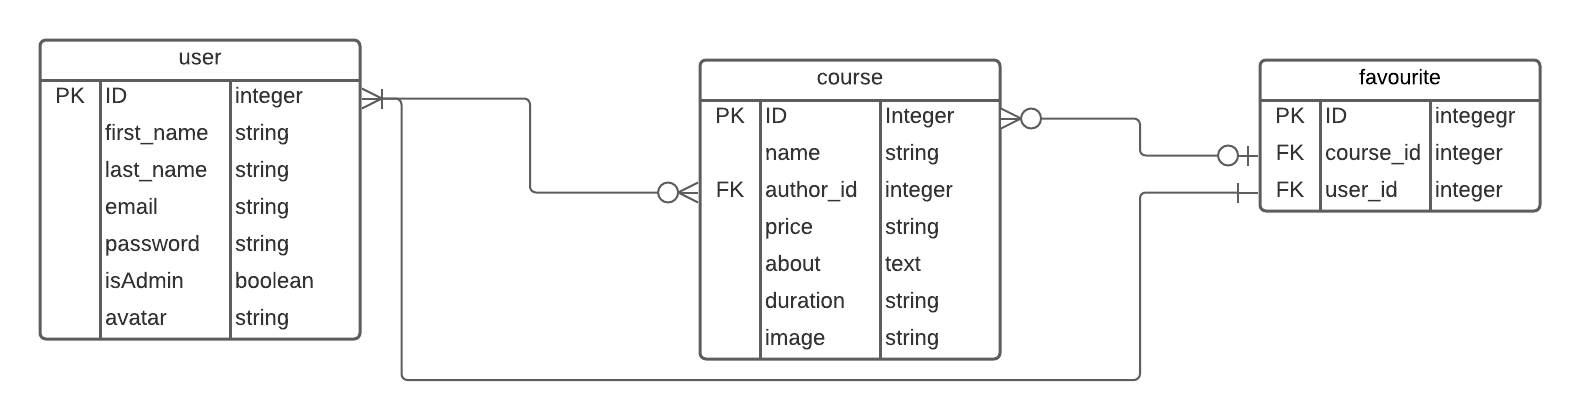 user
PK ID integer
first_name string
last_name string
email string
password string
isAdmin boolean
avatar string
course
PK ID Integer
name string
FK author_id integer
price string
about text
duration string
image string
favourite
PK ID integegr
FK course_id integer
FK user_id integer